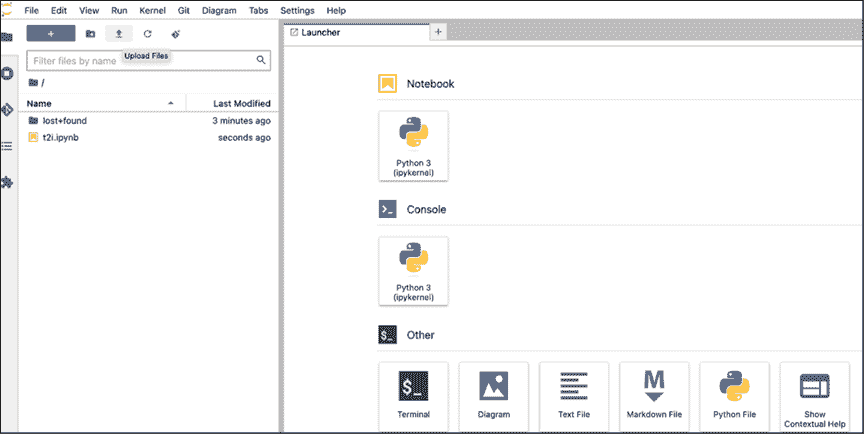 File Edit View Run Kernel Git Diagram Tabs Settings Help
+
Upload Files
Filter files by name
/
Name Last Modified
lost+found 3 minutes ago
t2i.ipynb seconds ago
Launcher +
Notebook
Python 3
(ipykernel)
Console
Python 3
(ipykernel)
$_ Other
$_
Terminal
Diagram
Text File
M
Markdown File
Python File
Show
Contextual Help